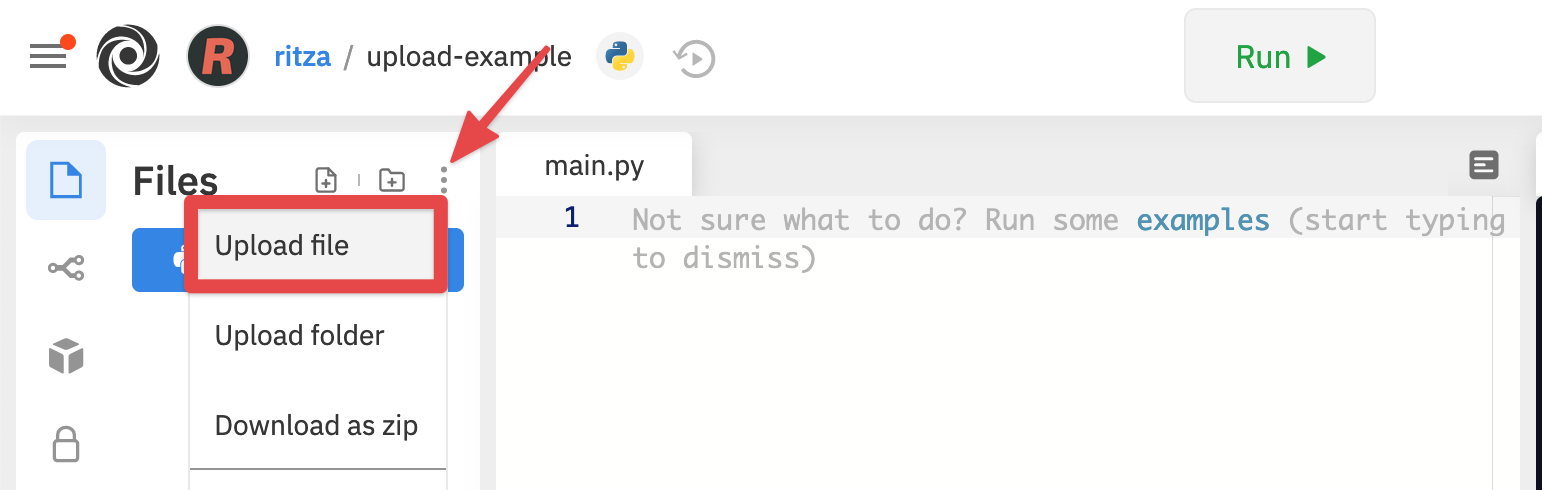 R ritza / upload-example
Run
Files
main.py
Upload file
1 Not sure what to do? Run some examples (start typing
to dismiss)
Upload folder
Download as zip